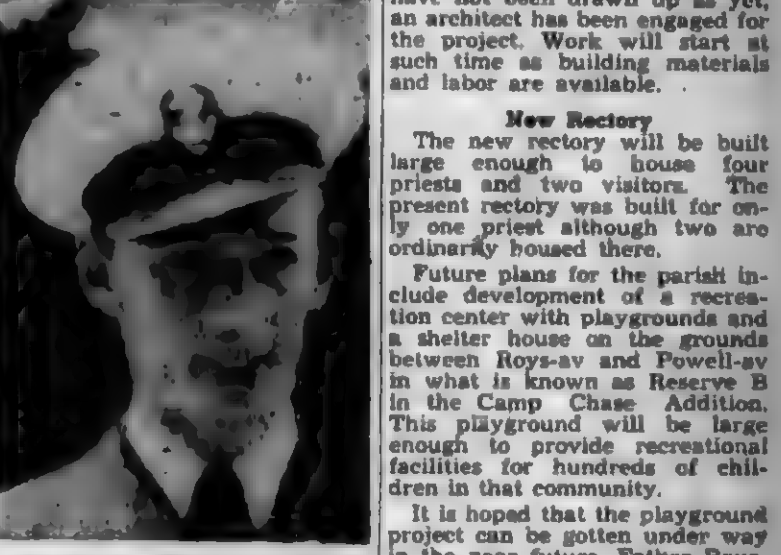 have not been drawn up as yet,
an architect has been engaged for
the project. Work will start at
such time as building materials
and labor are available.
New Rectory
The new rectory will be built
large enough to house four
priests and two visitors. The
present rectory was built for on-
ly one priest although two are
ordinarily housed there.
Future plans for the parish in-
clude development of a recrea-
tion center with playgrounds and
a shelter house on the grounds
between Roys-av and Powell-av
in what is known as Reserve B
in the Camp Chase Addition.
This playground will be large
enough to provide recreational
facilities for hundreds of chil-
dren in that community.
It is hoped that the playground
project can be gotten under way
in the near future. Father